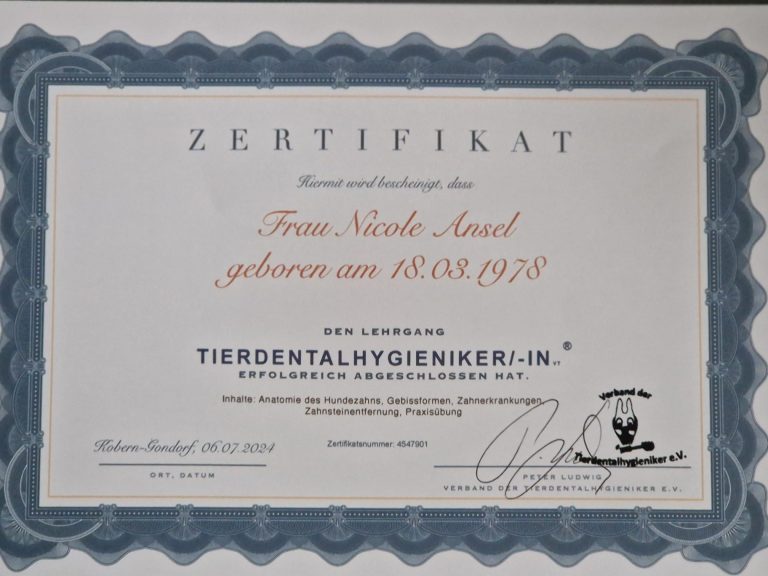 ZERTIFIKAT
Hiermit wird bescheinigt, dass
Frau Nicole Ansel
geboren am 18.03.1978
DEN LEHRGANG
TIERDENTALHYGIENIKER/-IN VT ®
ERFOLGREICH ABGESCHLOSSEN HAT.
Inhalte: Anatomie des Hundezahns, Gebissformen, Zahnerkrankungen,
Zahnsteinentfernung, Praxisübung
Verband der
Tierdentalhygieniker e.V.
Kobern-Gondorf, 06.07.2024
Zertifikatsnummer: 4547901
ORT, DATUM
PETER LUDWIG
VERBAND DER TIERDENTALHYGIENIKER E.V.